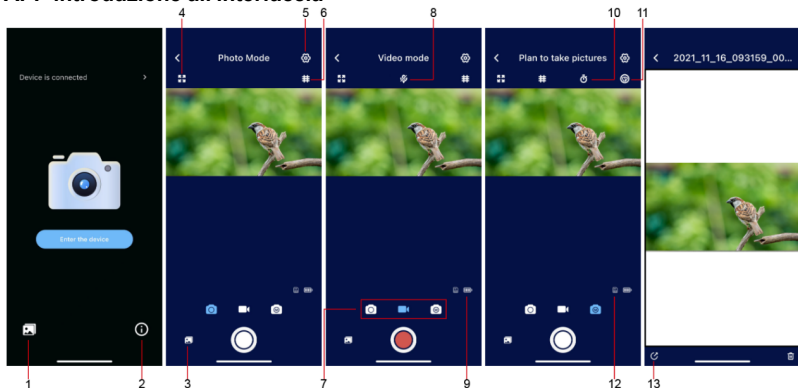 APP Introduzione all'interfaccia
4 5 6 8 10 11
Device is connected >
Photo Mode
Video mode
Plan to take pictures
2021_11_16_093159_00...
Enter the device
1 2 3 7 9 12 13